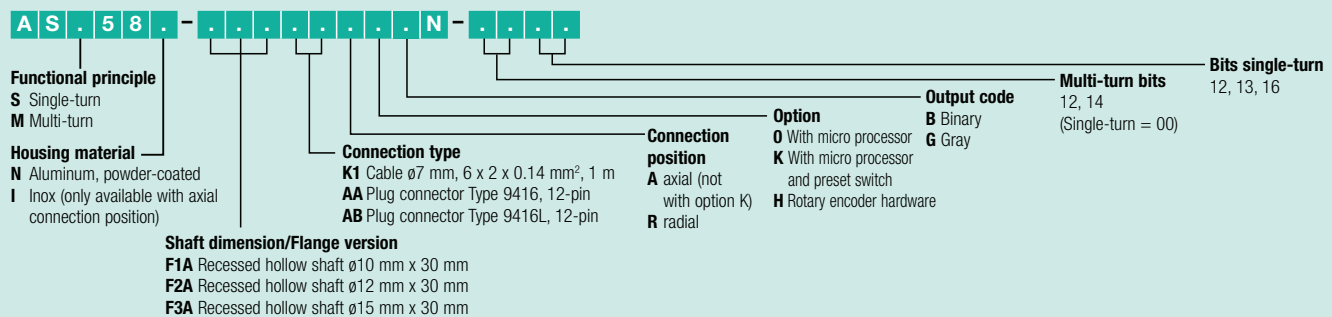 AS.58.-.......N-....
Functional principle
S Single-turn
M Multi-turn
Housing material
N Aluminum, powder-coated
I Inox (only available with axial
connection position)
Shaft dimension/Flange version
F1A Recessed hollow shaft ø10 mm x 30 mm
F2A Recessed hollow shaft ø12 mm x 30 mm
F3A Recessed hollow shaft ø15 mm x 30 mm
Connection type
K1 Cable ø7 mm, 6 x 2 x 0.14 mm², 1 m
AA Plug connector Type 9416, 12-pin
AB Plug connector Type 9416L, 12-pin
Connection
position
A axial (not
with option K)
R radial
Option
O With micro processor
K With micro processor
and preset switch
H Rotary encoder hardware
Output code
B Binary
G Gray
Multi-turn bits
12, 14
(Single-turn = 00)
Bits single-turn
12, 13, 16